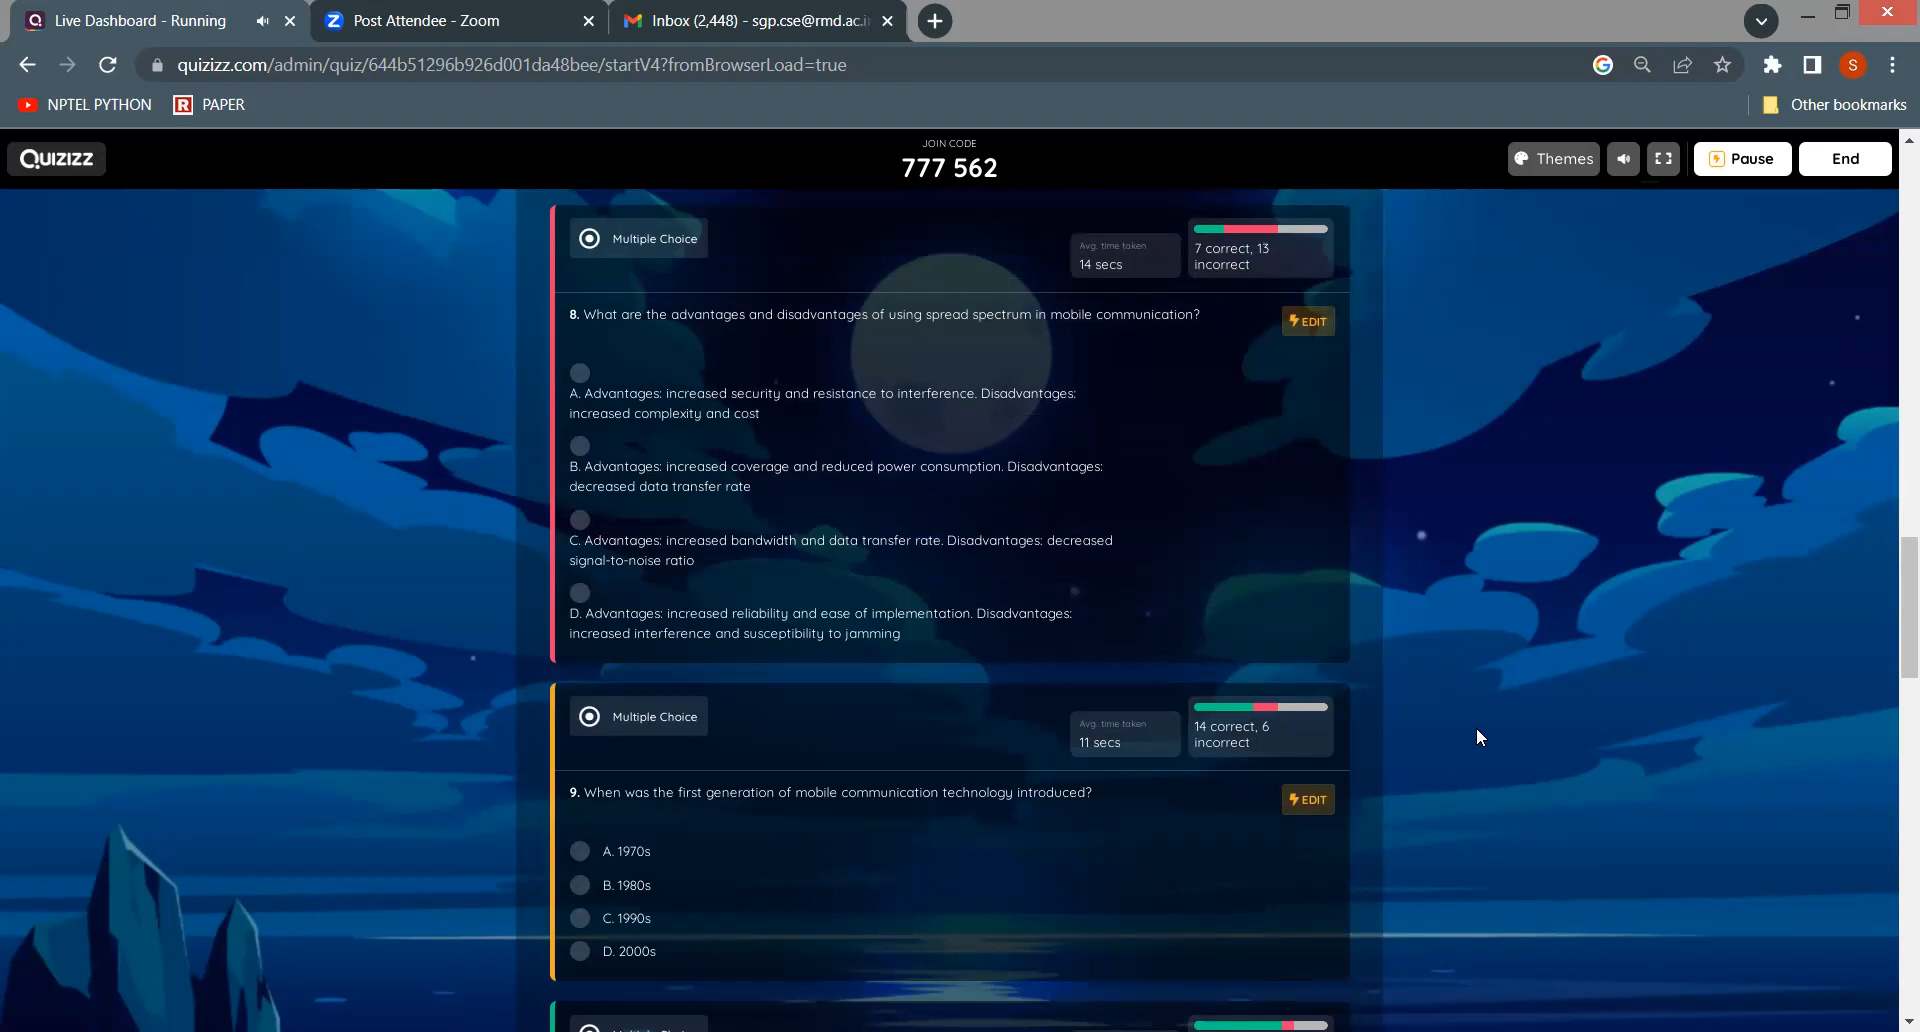 Live Dashboard - Running
Post Attendee - Zoom
Inbox (2,448) - sgp.cse@rmd.ac.i
quizizz.com/admin/quiz/644b51296b926d001da48bee/startV4?fromBrowserLoad=true
S
NPTEL PYTHON
R PAPER
Other bookmarks
QUIZIZZ
JOIN CODE
777 562
Themes
Pause
End
Multiple Choice
Avg. time taken
14 secs
7 correct, 13
incorrect
8. What are the advantages and disadvantages of using spread spectrum in mobile communication?
EDIT
A. Advantages: increased security and resistance to interference. Disadvantages:
increased complexity and cost
B. Advantages: increased coverage and reduced power consumption. Disadvantages:
decreased data transfer rate
C. Advantages: increased bandwidth and data transfer rate. Disadvantages: decreased
signal-to-noise ratio
D. Advantages: increased reliability and ease of implementation. Disadvantages:
increased interference and susceptibility to jamming
Multiple Choice
Avg. time taken
11 secs
14 correct, 6
incorrect
9. When was the first generation of mobile communication technology introduced?
EDIT
A. 1970s
B. 1980s
C. 1990s
D. 2000s